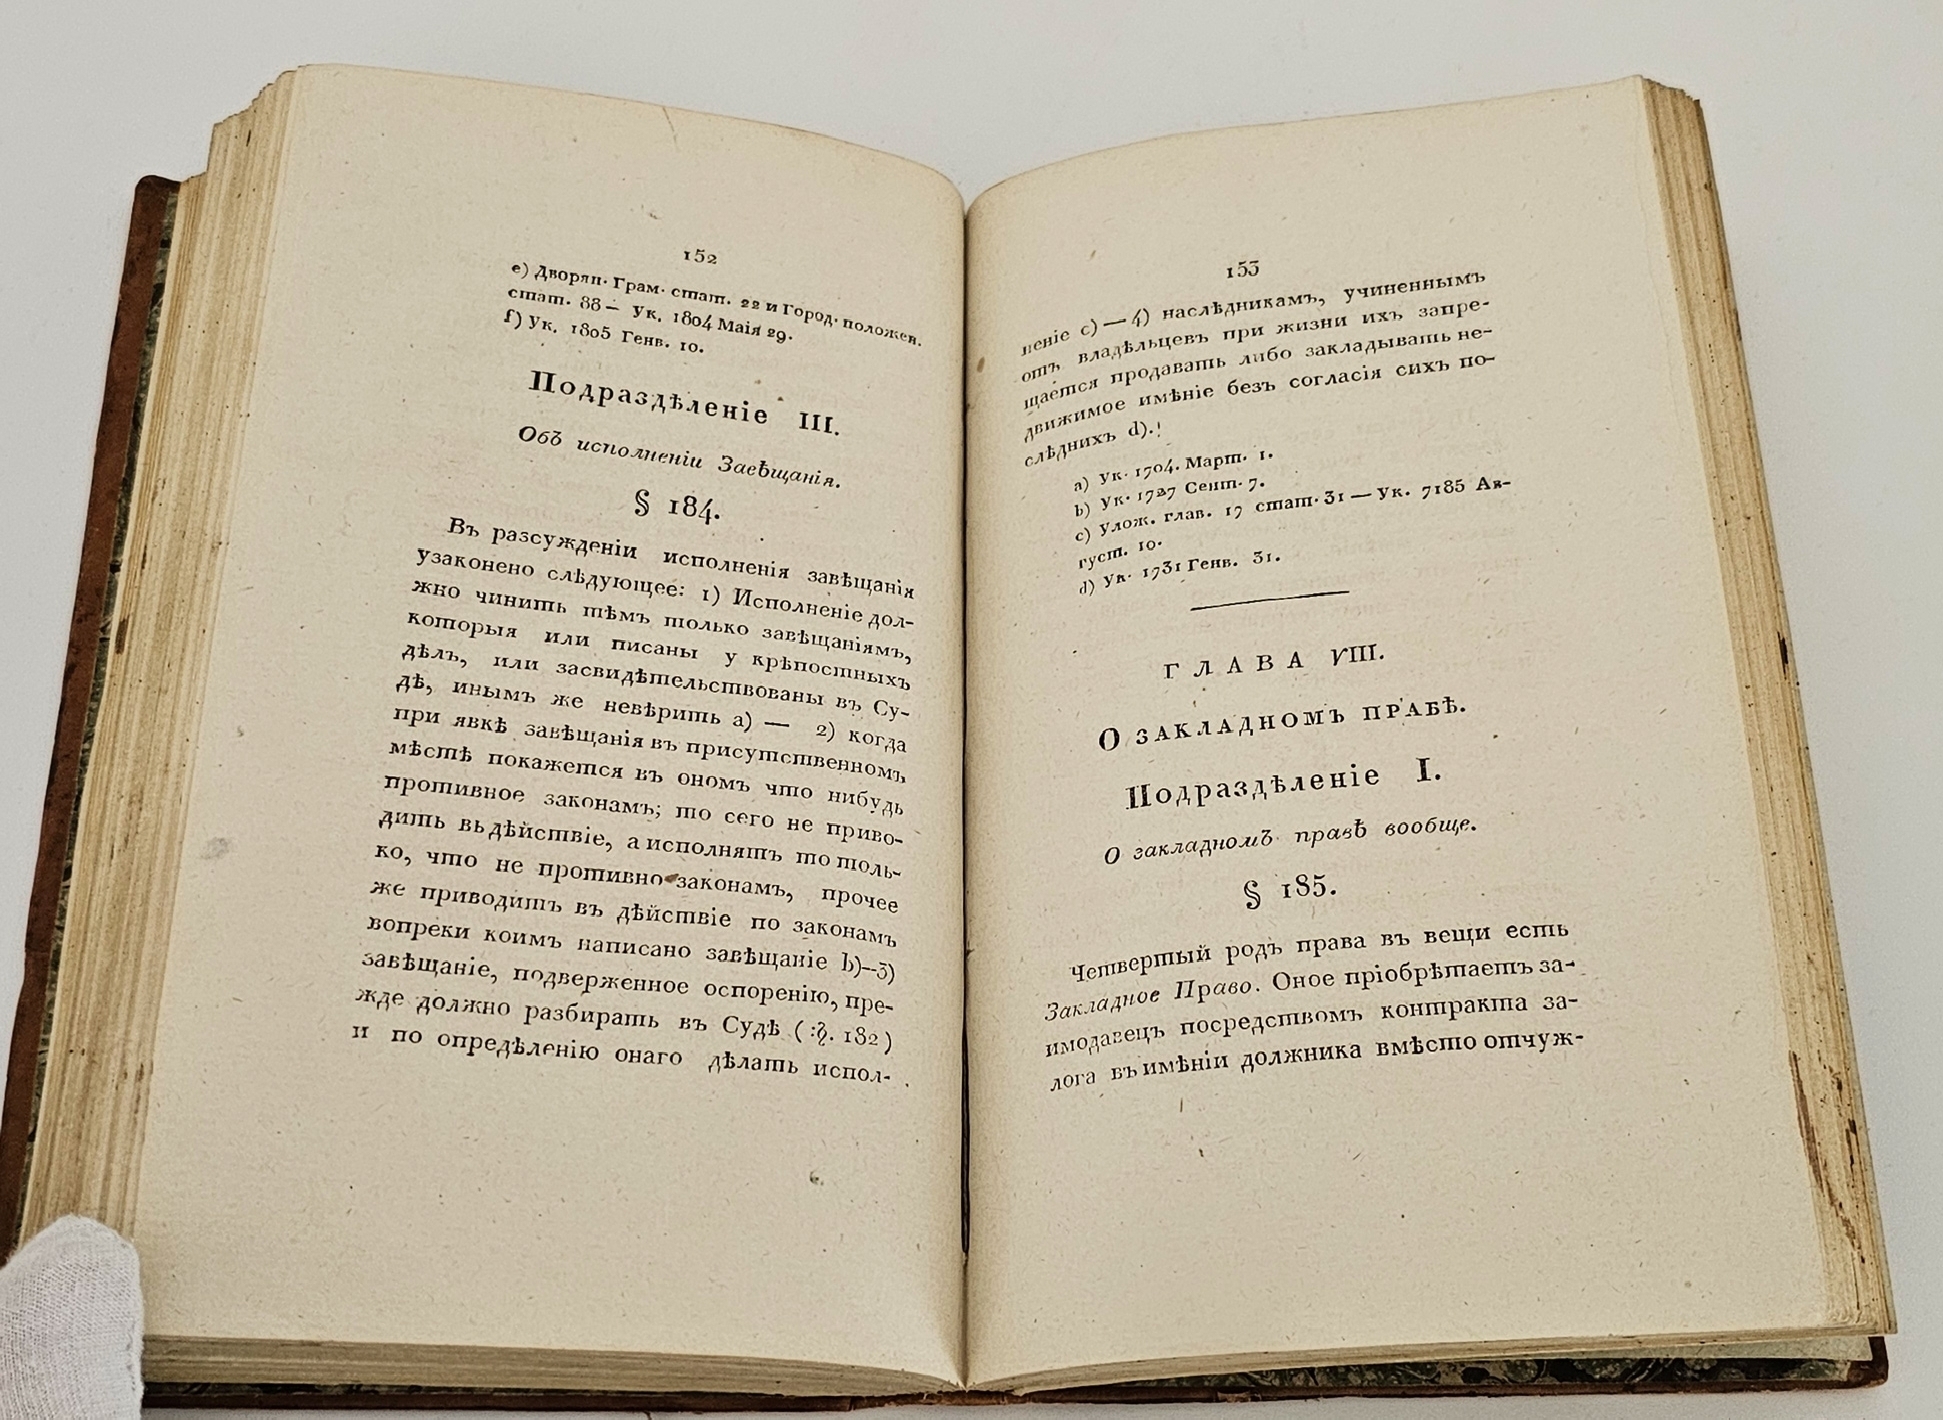 152
e) Дворян. Грам. стат. 22 и Город. положен.
стат. 88 — Ук. 1804 Маія 29.
f) Ук. 1805 Генв. 10.
Подраздѣленіе III.
Объ исполненіи Завѣщанія.
§ 184.
Въ разсужденіи исполненія завѣщанія
узаконено слѣдующее: 1) Исполненіе дол-
жно чинить тѣмъ только завѣщаніямъ,
которыя или писаны у крѣпостныхъ
дѣлъ, или засвидѣтельствованы въ Су-
дѣ, инымъ же невѣрить a) — 2) когда
при явкѣ завѣщанія въ присутственномъ
мѣстѣ покажется въ ономъ что нибудь
противное законамъ; то сего не приво-
дить вьдѣйствіе, а исполнять то толь-
ко, что не противно законамъ, прочее
же приводить въ дѣйствіе по законамъ
вопреки коимъ написано завѣщаніе b)—3)
завѣщаніе, подверженное оспоренію, пре-
жде должно разбирать въ Судѣ (:§. 182)
и по опредѣленію онаго дѣлать испол-
153
неніе c) — 4) наслѣдникамъ, учиненнымъ
отъ владѣльцевъ при жизни ихъ запре-
щается продавать либо закладывать не-
движимое имѣніе безъ согласія сихъ по-
слѣднихъ d).
a) Ук. 1704. Март. 1.
b) Ук. 1727 Сент. 7.
c) Улож. глав. 17 стат. 31 — Ук. 7185 Ав-
густ. 10.
d) Ук. 1731 Генв. 31.
ГЛАВА VIII.
О ЗАКЛАДНОМЪ ПРАВѢ.
Подраздѣленіе I.
О закладномъ правѣ вообще.
§ 185.
Четвертый родъ права въ вещи есть
Закладное Право. Оное пріобрѣтаетъ за-
имодавецъ посредствомъ контракта за-
лога въ имѣніи должника вмѣсто отчуж-